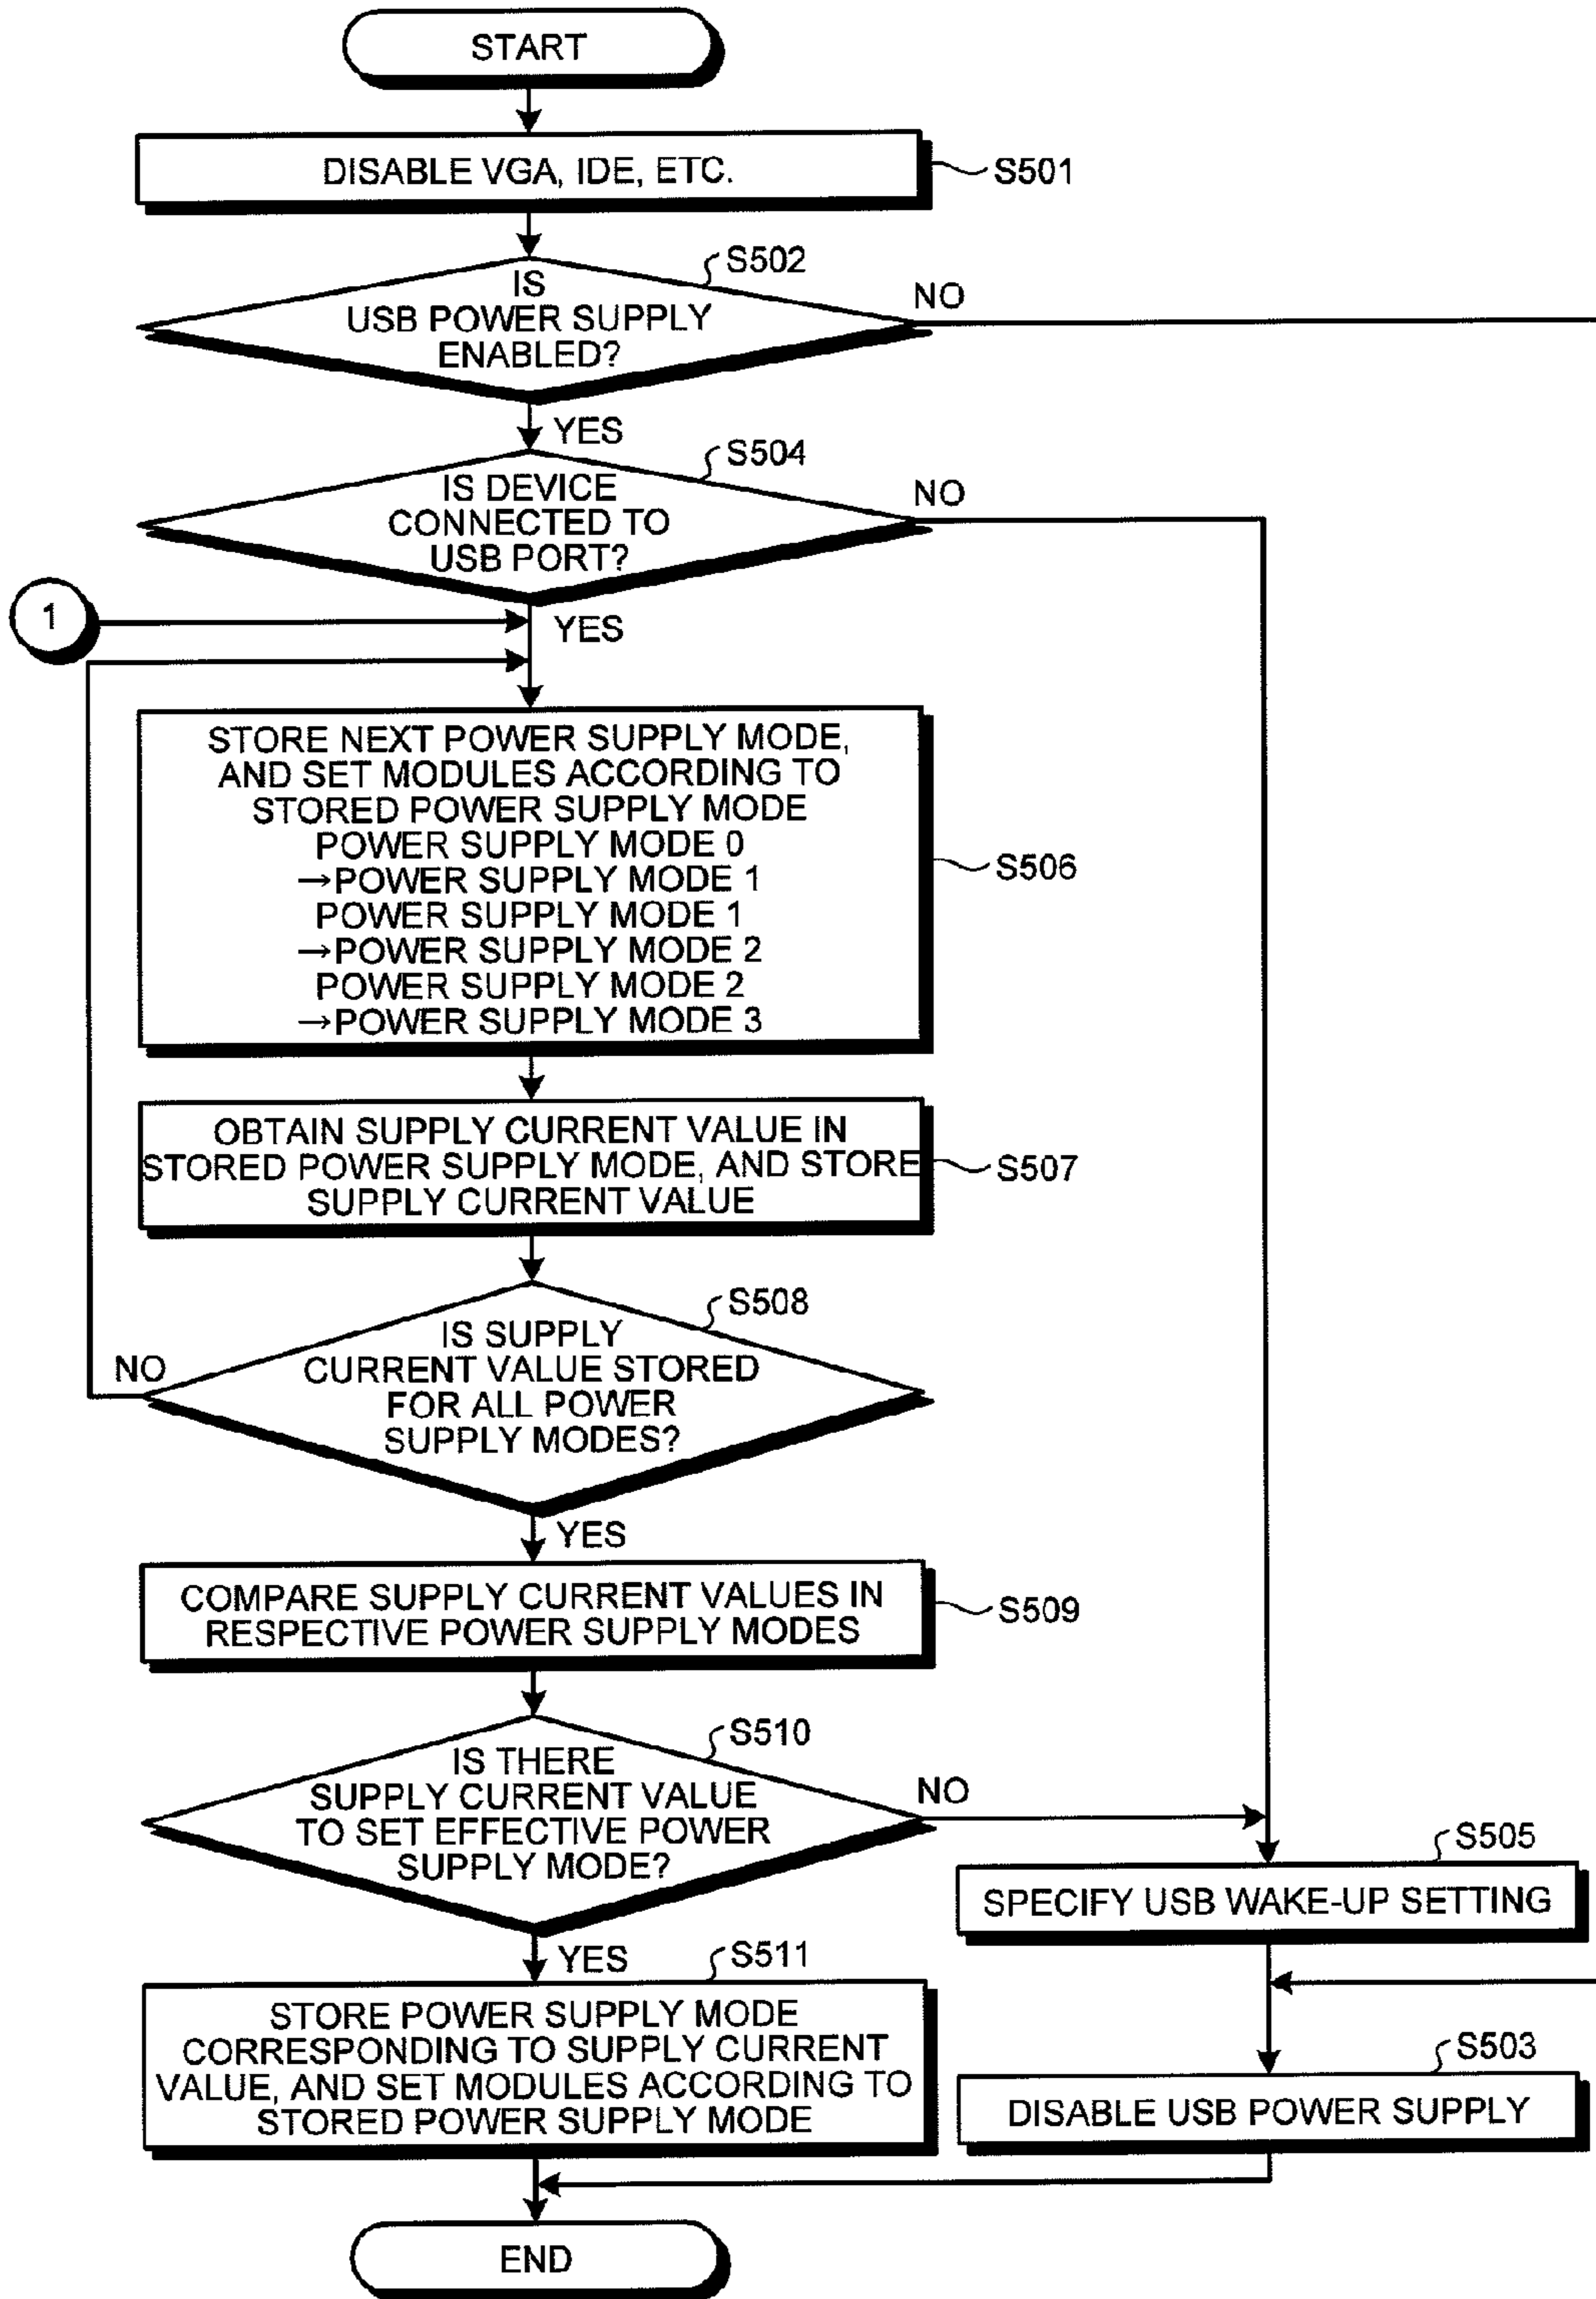 START
DISABLE VGA, IDE, ETC.
S501
S502
IS
USB POWER SUPPLY
ENABLED?
NO
YES
S504
IS DEVICE
CONNECTED TO
USB PORT?
NO
1
YES
STORE NEXT POWER SUPPLY MODE,
AND SET MODULES ACCORDING TO
STORED POWER SUPPLY MODE
POWER SUPPLY MODE 0
→POWER SUPPLY MODE 1
POWER SUPPLY MODE 1
→POWER SUPPLY MODE 2
POWER SUPPLY MODE 2
→POWER SUPPLY MODE 3
S506
OBTAIN SUPPLY CURRENT VALUE IN
STORED POWER SUPPLY MODE, AND STORE
SUPPLY CURRENT VALUE
S507
S508
IS SUPPLY
CURRENT VALUE STORED
FOR ALL POWER
SUPPLY MODES?
NO
YES
COMPARE SUPPLY CURRENT VALUES IN
RESPECTIVE POWER SUPPLY MODES
S509
S510
IS THERE
SUPPLY CURRENT VALUE
TO SET EFFECTIVE POWER
SUPPLY MODE?
NO
S505
SPECIFY USB WAKE-UP SETTING
YES
S511
STORE POWER SUPPLY MODE
CORRESPONDING TO SUPPLY CURRENT
VALUE, AND SET MODULES ACCORDING TO
STORED POWER SUPPLY MODE
S503
DISABLE USB POWER SUPPLY
END